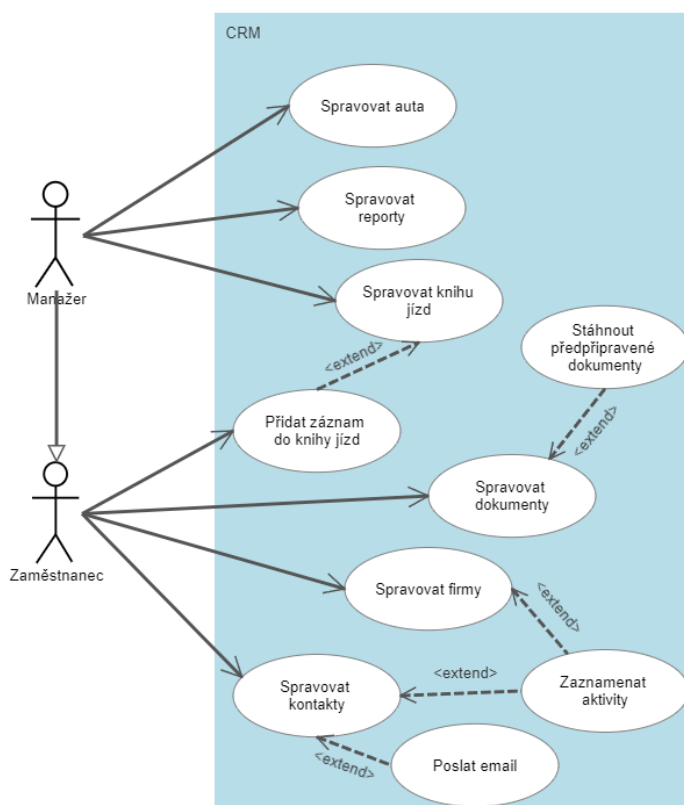 CRM
Spravovat auta
Spravovat
reporty
Manažer
Spravovat knihu
jízd
Stáhnout
předpřipravené
dokumenty
<extend>
Přidat záznam
do knihy jízd
<extend>
Spravovat
dokumenty
Zaměstnanec
Spravovat firmy
<extend>
Spravovat
kontakty
<extend>
Zaznamenat
aktivity
<extend>
Poslat email